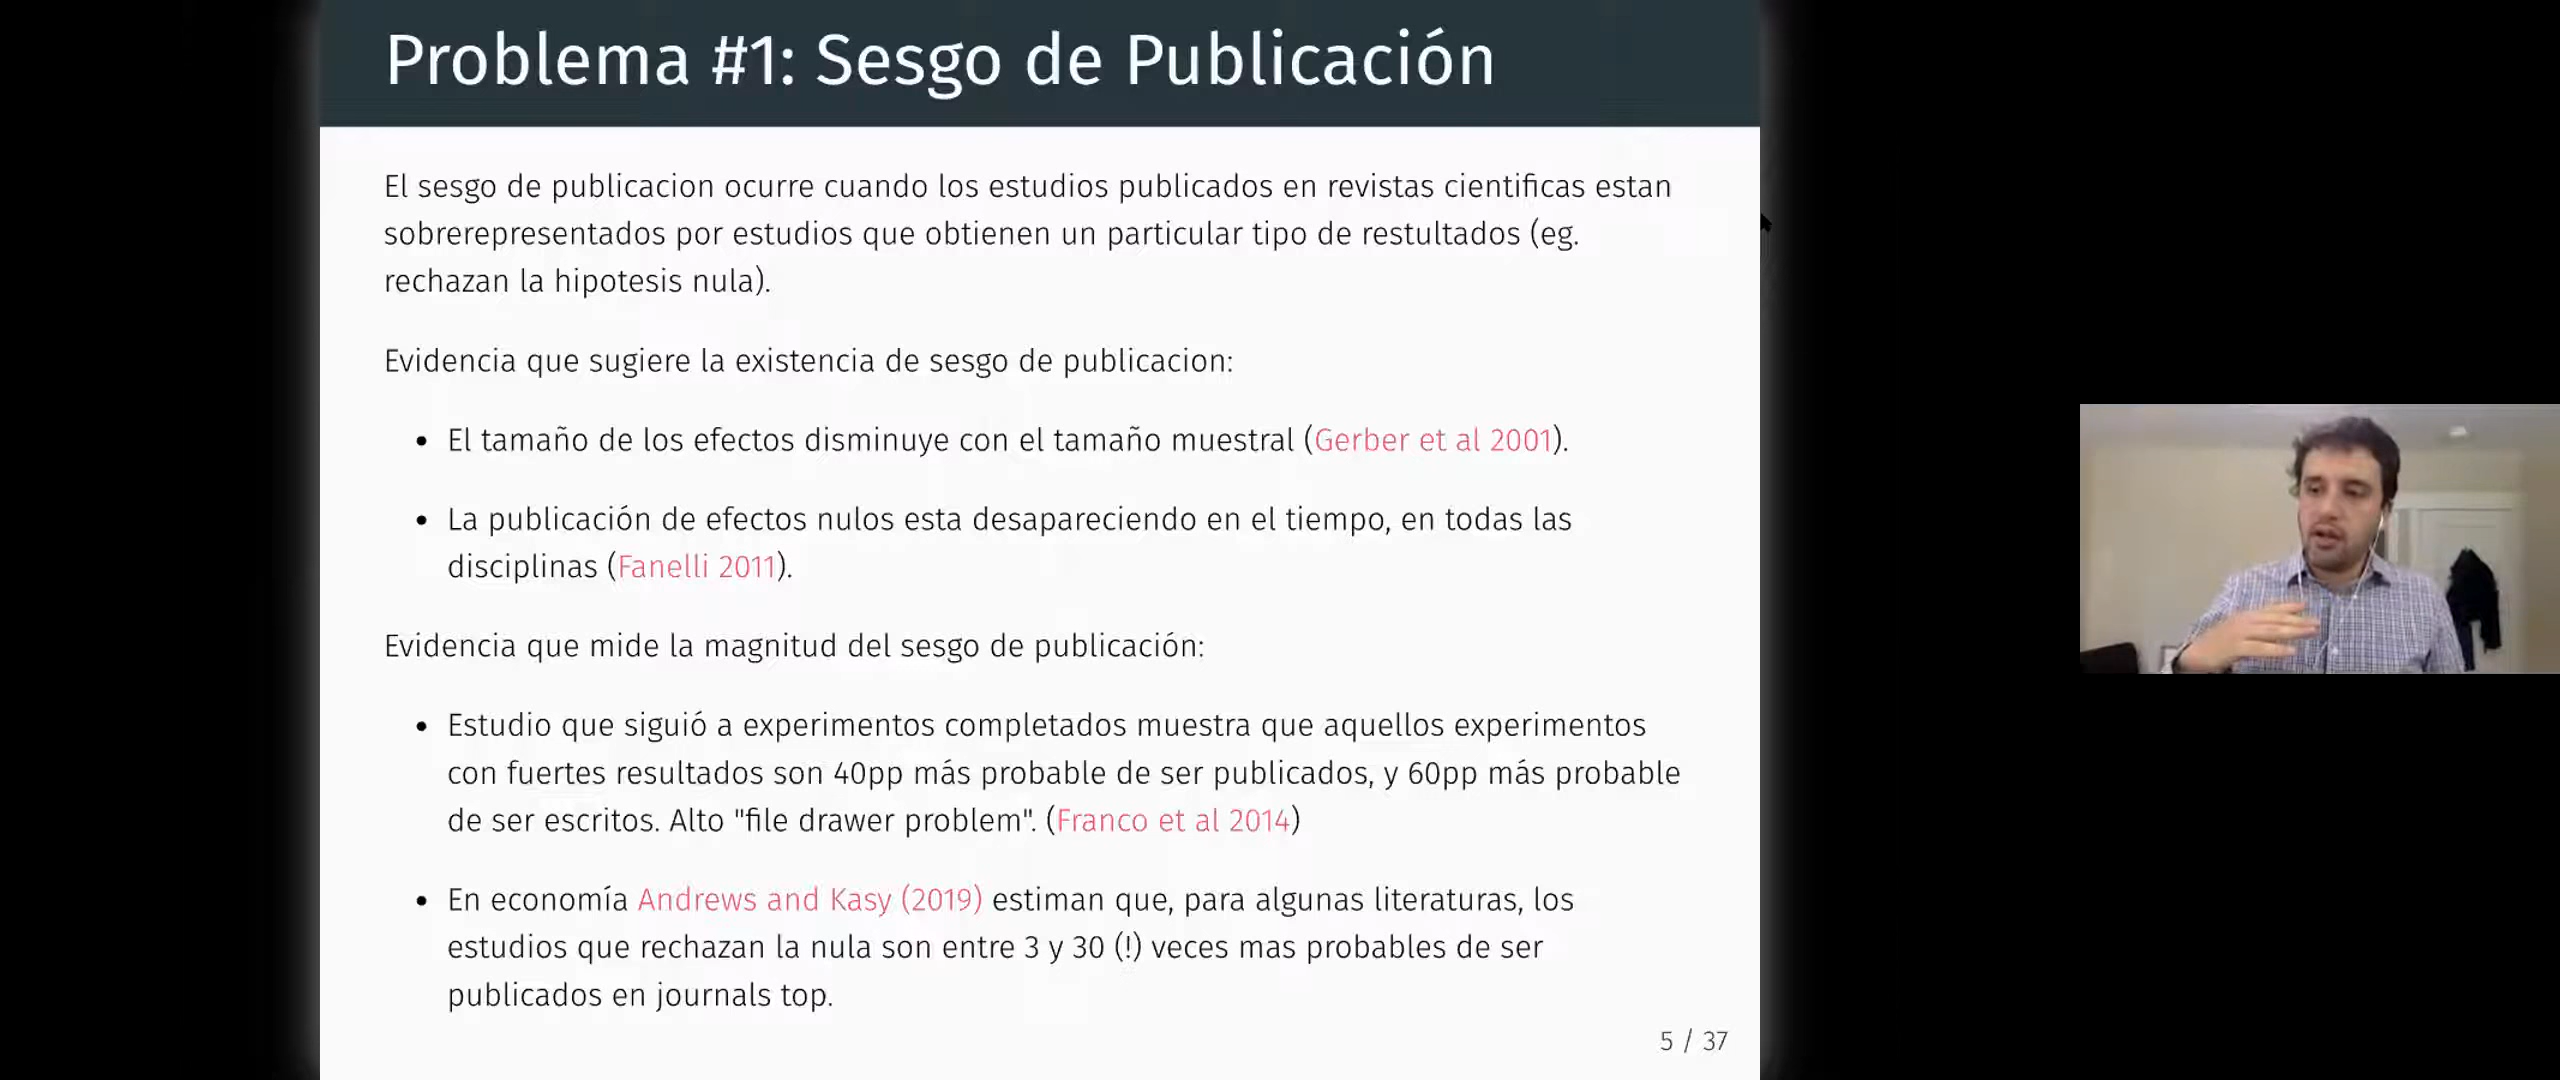 Problema #1: Sesgo de Publicación
El sesgo de publicacion ocurre cuando los estudios publicados en revistas cientificas estan
sobrerepresentados por estudios que obtienen un particular tipo de restultados (eg.
rechazan la hipotesis nula).
Evidencia que sugiere la existencia de sesgo de publicacion:
• El tamaño de los efectos disminuye con el tamaño muestral (Gerber et al 2001).
• La publicación de efectos nulos esta desapareciendo en el tiempo, en todas las
disciplinas (Fanelli 2011).
Evidencia que mide la magnitud del sesgo de publicación:
• Estudio que siguió a experimentos completados muestra que aquellos experimentos
con fuertes resultados son 40pp más probable de ser publicados, y 60pp más probable
de ser escritos. Alto "file drawer problem". (Franco et al 2014)
• En economía Andrews and Kasy (2019) estiman que, para algunas literaturas, los
estudios que rechazan la nula son entre 3 y 30 (!) veces mas probables de ser
publicados en journals top.
5 / 37